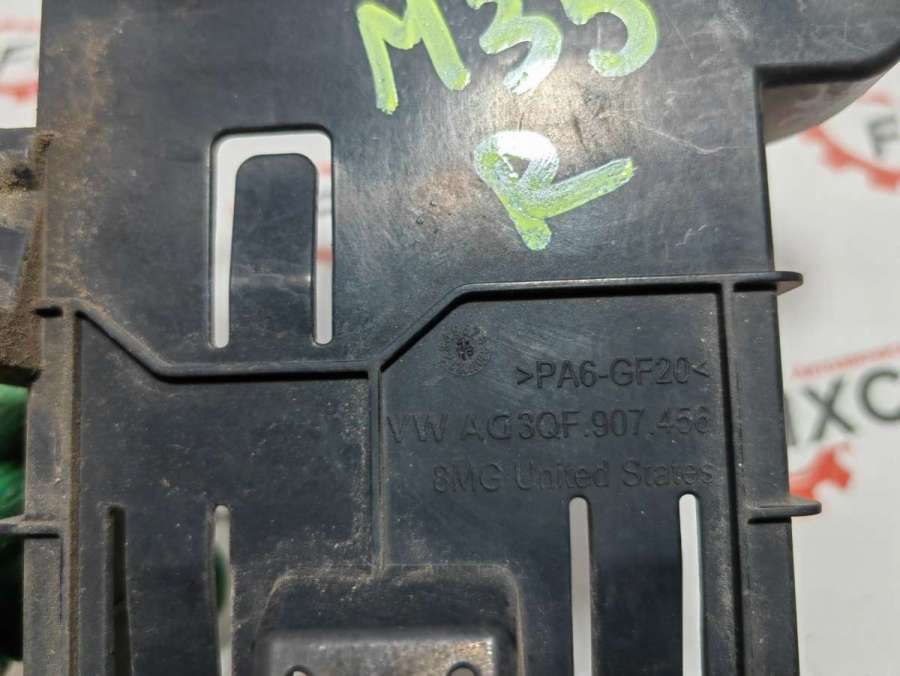 M35
R
>PA6-GF20<
VW AG 3QF.907.456
8MG United States